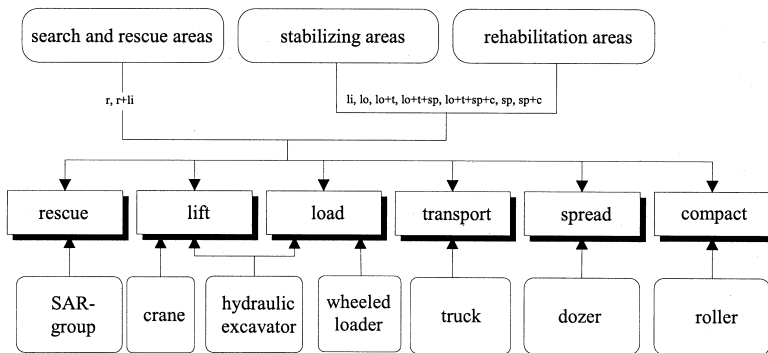 search and rescue areas
stabilizing areas
rehabilitation areas
r, r+li
li, lo, lo+t, lo+t+sp, lo+t+sp+c, sp, sp+c
rescue
lift
load
transport
spread
compact
SAR-
group
crane
hydraulic
excavator
wheeled
loader
truck
dozer
roller